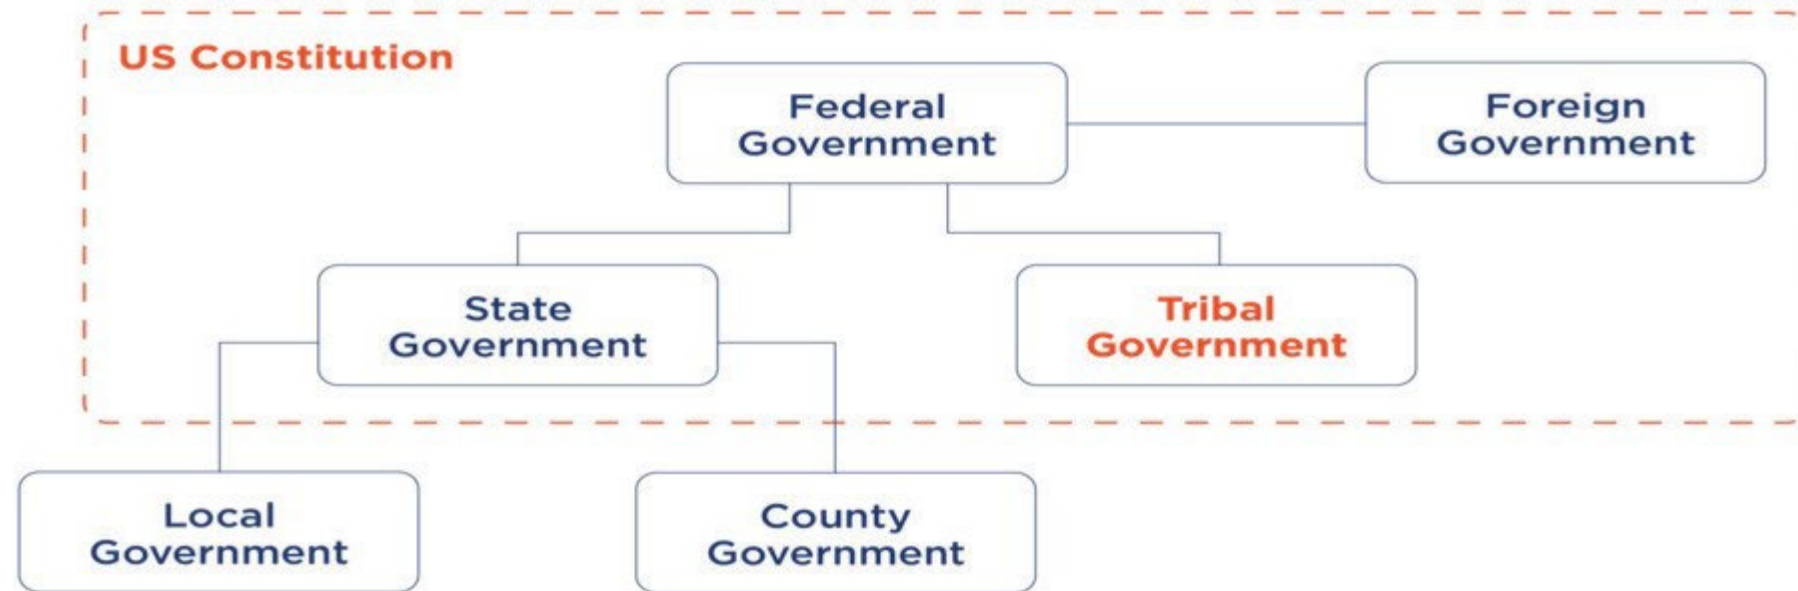 US Constitution
Federal
Government
Foreign
Government
State
Government
Tribal
Government
Local
Government
County
Government